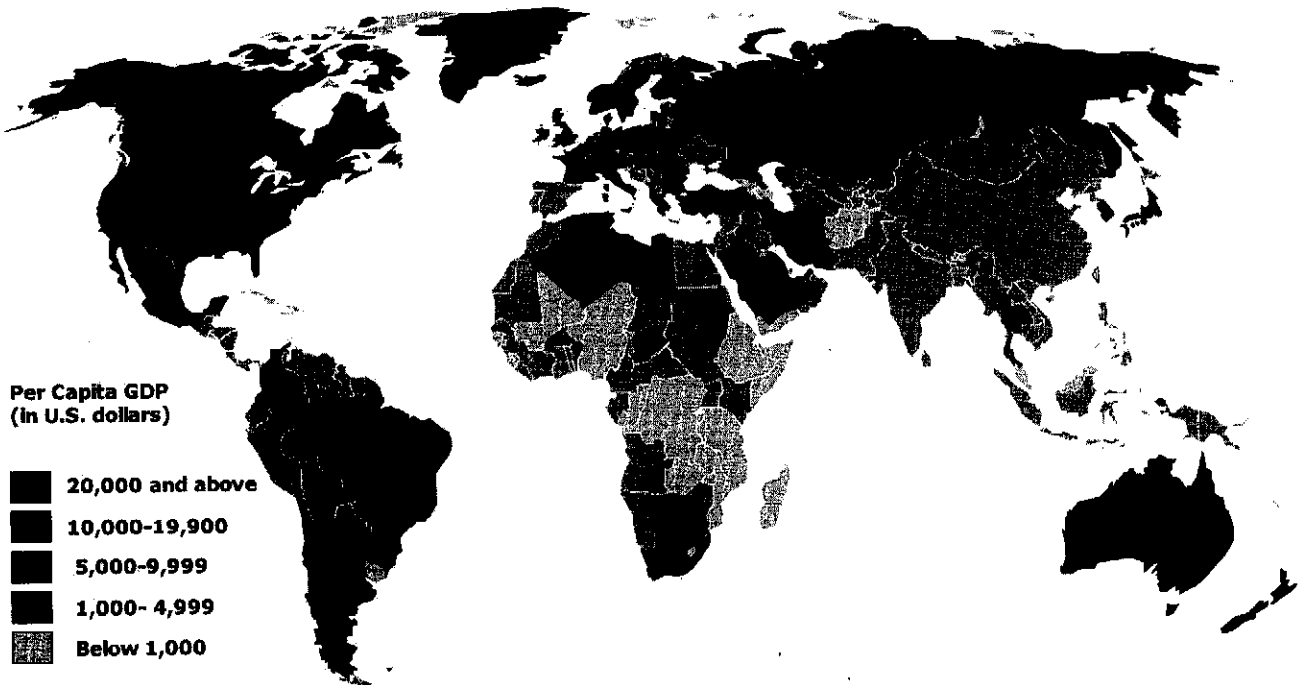 Per Capita GDP
(in U.S. dollars)
20,000 and above
10,000-19,900
5,000-9,999
1,000- 4,999
Below 1,000